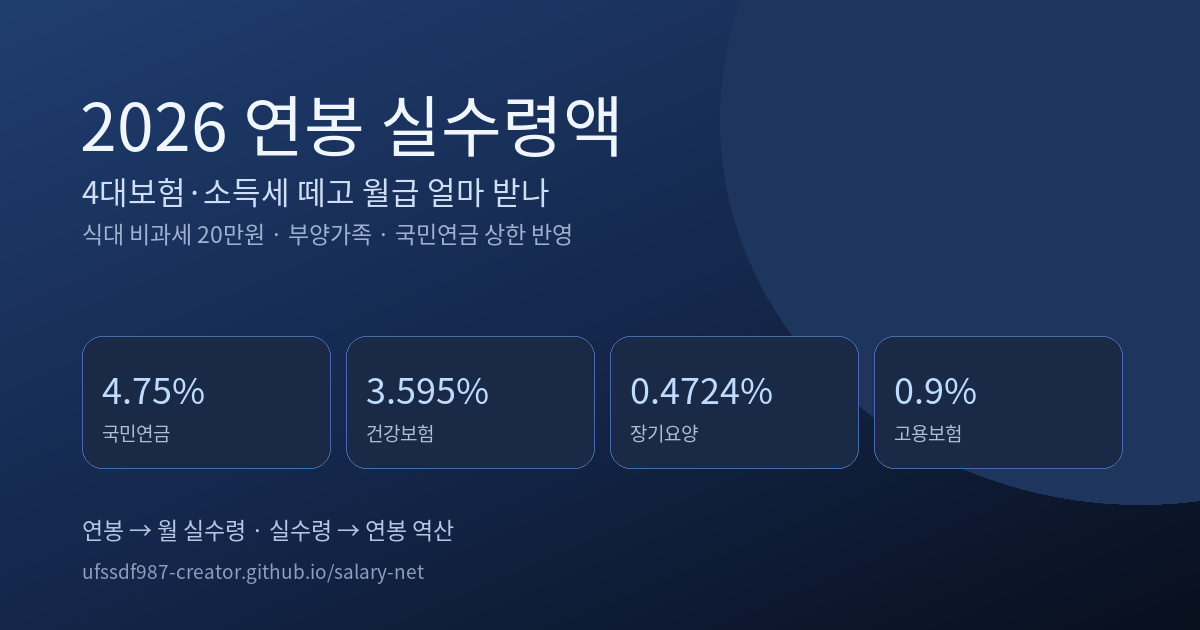 2026 연봉 실수령액
4대보험·소득세 떼고 월급 얼마 받나
식대 비과세 20만원 · 부양가족 · 국민연금 상한 반영
4.75%
국민연금
3.595%
건강보험
0.4724%
장기요양
0.9%
고용보험
연봉 → 월 실수령 · 실수령 → 연봉 역산
ufssdf987-creator.github.io/salary-net